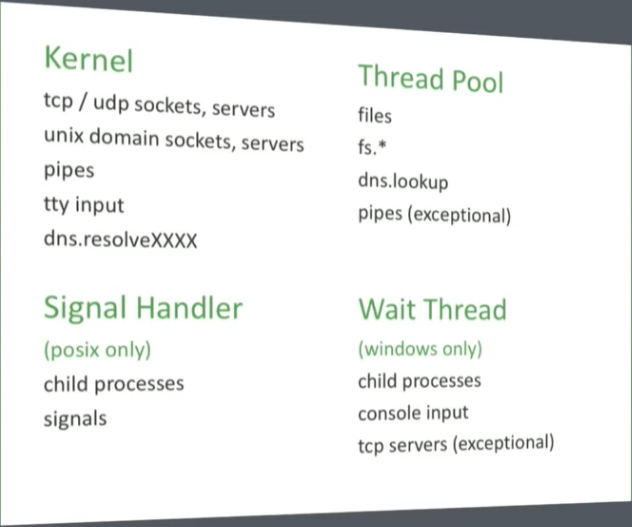 Kernel
tcp / udp sockets, servers
unix domain sockets, servers
pipes
tty input
dns.resolveXXXX
Thread Pool
files
fs.*
dns.lookup
pipes (exceptional)
Signal Handler
(posix only)
child processes
signals
Wait Thread
(windows only)
child processes
console input
tcp servers (exceptional)